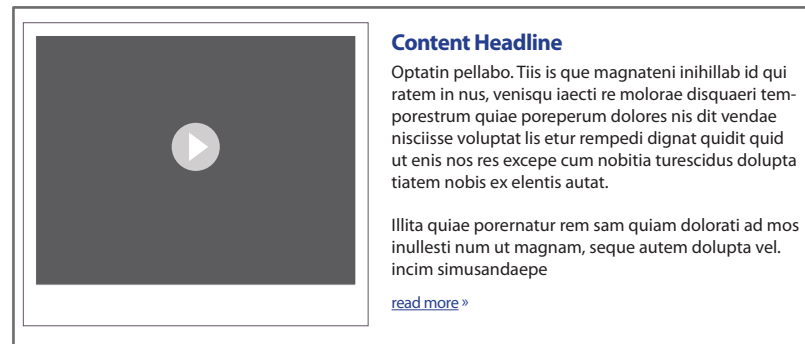 Content Headline
Optatin pellabo. Tiis is que magnateni inihillab id qui
ratem in nus, venisqu iaecti re molorae disquaeri tem-
porestrum quiae poreperum dolores nis dit vendae
nisciisse voluptat lis etur rempedi dignat quidit quid
ut enis nos res excepe cum nobitia turescidus dolupta
tiatem nobis ex elentis autat.
Illita quiae porernatur rem sam quiam dolorati ad mos
inullesti num ut magnam, seque autem dolupta vel.
incim simusandaepe
read more »